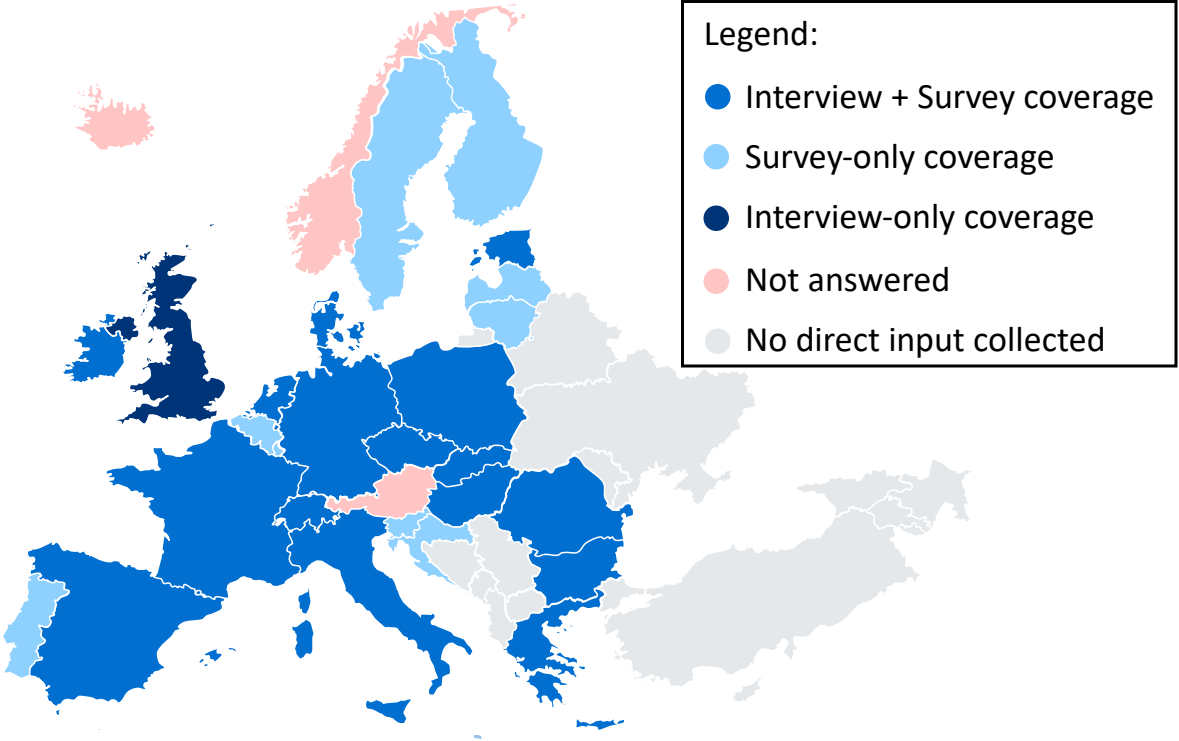 Legend:
Interview + Survey coverage
Survey-only coverage
Interview-only coverage
Not answered
No direct input collected